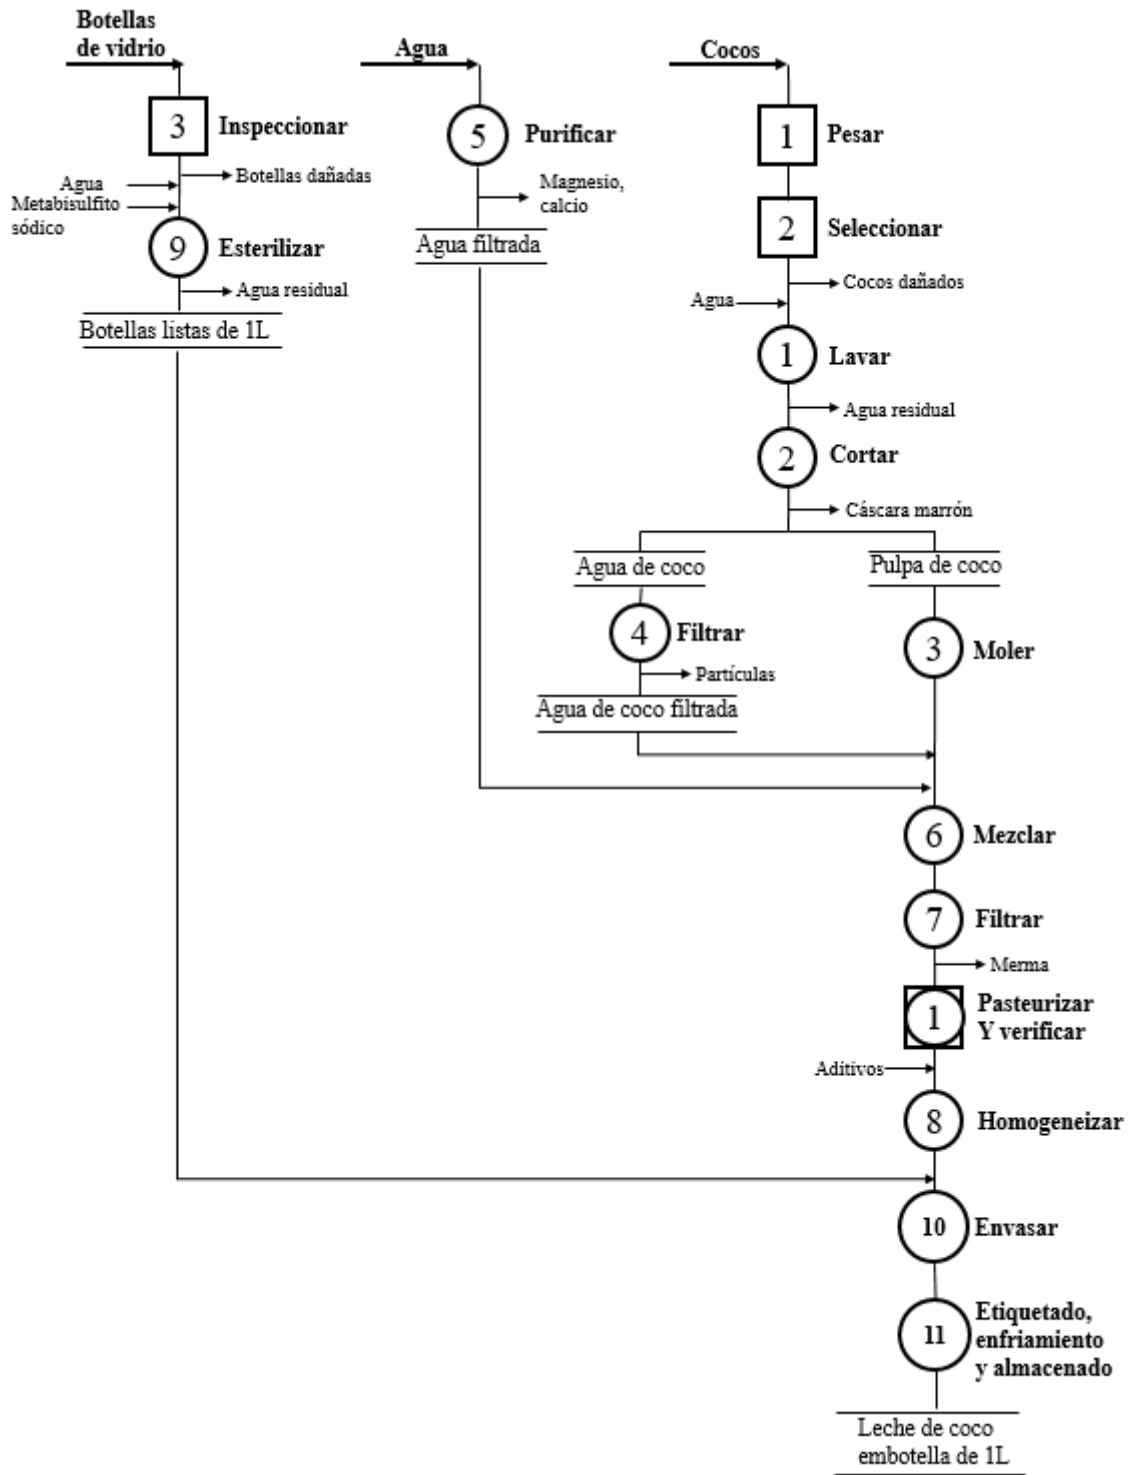 Botellas
de vidrio
Agua
Cocos
3
Inspeccionar
5
Purificar
1
Pesar
Botellas dañadas
Agua
Metabisulfito
sódico
Magnesio,
calcio
2
Seleccionar
9
Esterilizar
Agua filtrada
Cocos dañados
Agua residual
Agua
Botellas listas de 1L
1
Lavar
Agua residual
2
Cortar
Cáscara marrón
Agua de coco
Pulpa de coco
4
Filtrar
3
Moler
Partículas
Agua de coco filtrada
6
Mezclar
7
Filtrar
Merma
1
Pasteurizar
Y verificar
Aditivos
8
Homogeneizar
10
Envasar
11
Etiquetado,
enfriamiento
y almacenado
Leche de coco
embotella de 1L